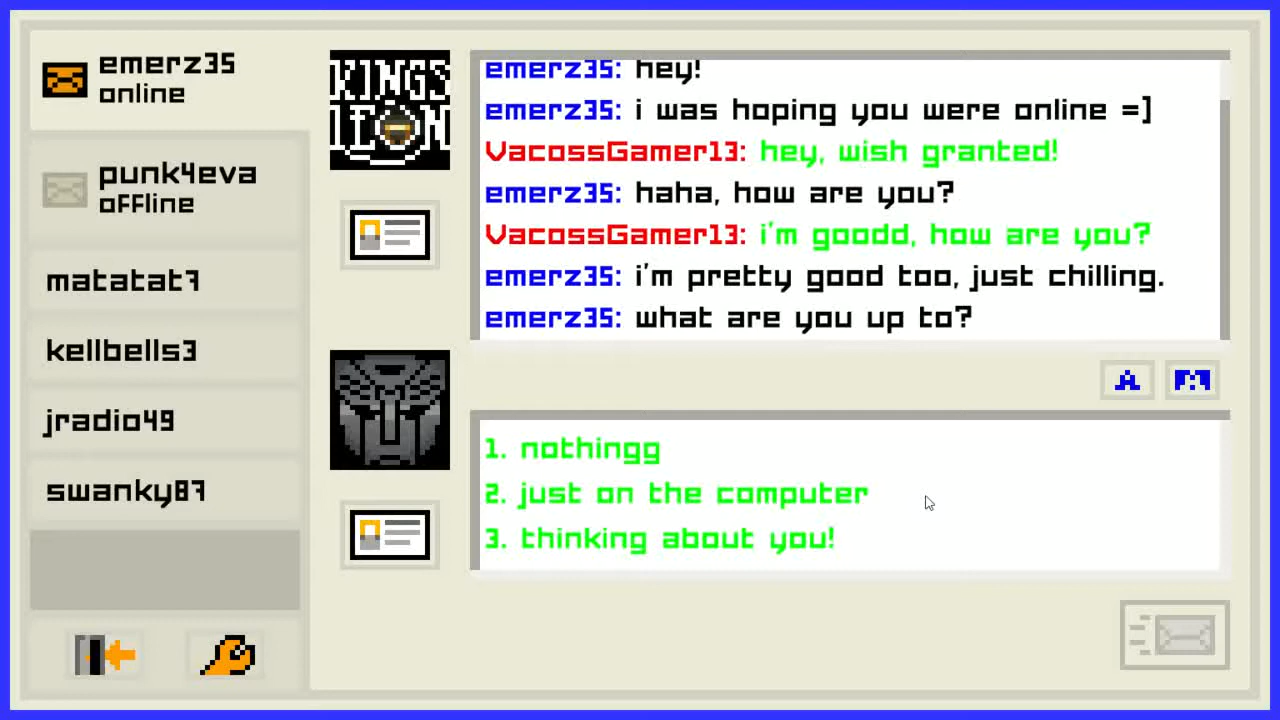 emerz35
online
punk4eva
offline
matatat7
kellbells3
jradio49
swanky87
KINGS
LEON
emerz35: hey!
emerz35: i was hoping you were online =]
VacossGamer13: hey, wish granted!
emerz35: haha, how are you?
VacossGamer13: i'm goodd, how are you?
emerz35: i'm pretty good too, just chilling.
emerz35: what are you up to?
A
1. nothingg
2. just on the computer
3. thinking about you!